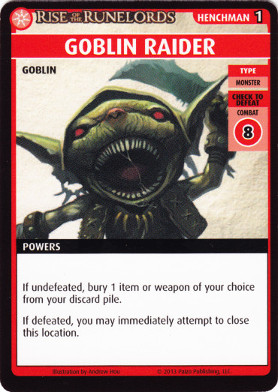 RISE OF THE RUNELORDS
HENCHMAN 1
GOBLIN RAIDER
GOBLIN
TYPE
MONSTER
CHECK TO
DEFEAT
COMBAT
8
POWERS
If undefeated, bury 1 item or weapon of your choice
from your discard pile.
If defeated, you may immediately attempt to close
this location.
Illustration by Andrew Hou
© 2013 Paizo Publishing, LLC